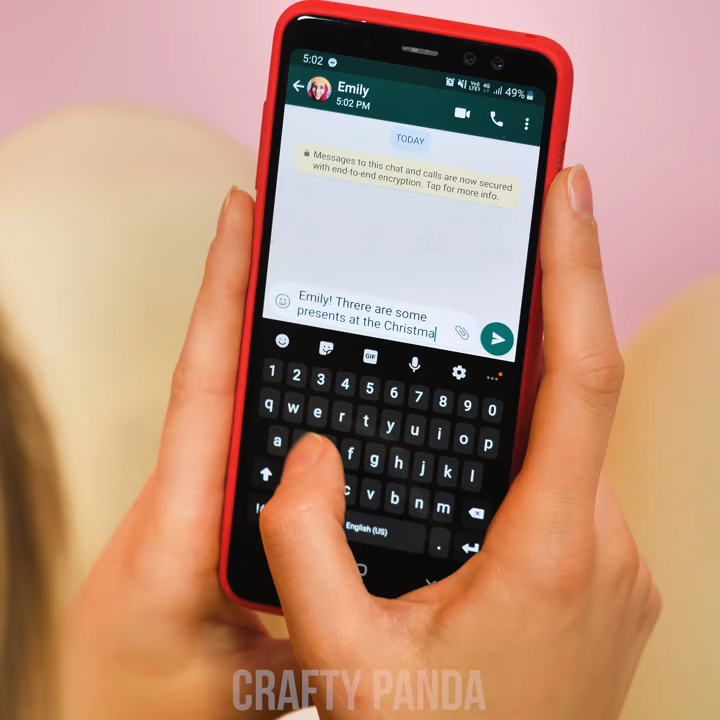 5:02
49%
Emily
5:02 PM
TODAY
Messages to this chat and calls are now secured
with end-to-end encryption. Tap for more info.
Emily! Threre are some
presents at the Christma
GIF
1 2 3 4 5 6 7 8 9 0
q w e r t y u i o p
a f g h j k l
c v b n m
English (US) .
CRAFTY PANDA